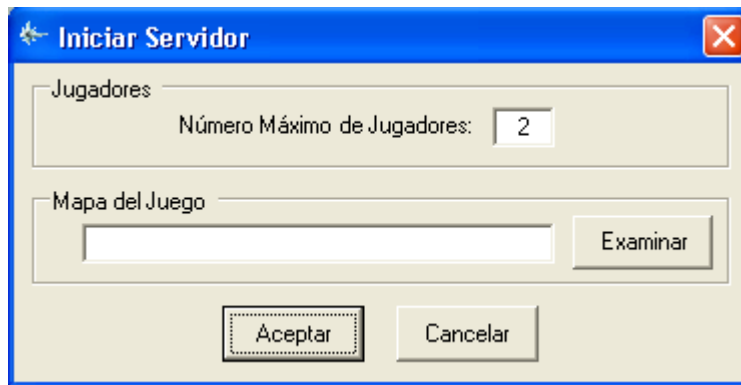 Iniciar Servidor
Jugadores
Número Máximo de Jugadores: 2
Mapa del Juego
Examinar
Aceptar Cancelar